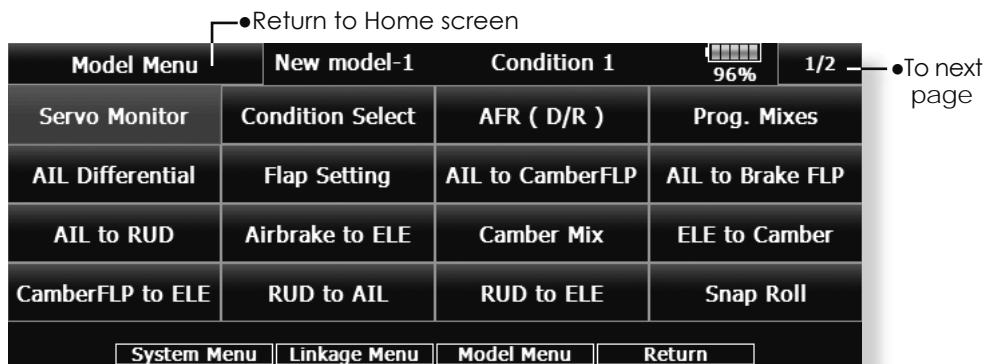 ●Return to Home screen
Model Menu New model-1 Condition 1 96% 1/2
●To next page
Servo Monitor Condition Select AFR ( D/R ) Prog. Mixes
AIL Differential Flap Setting AIL to CamberFLP AIL to Brake FLP
AIL to RUD Airbrake to ELE Camber Mix ELE to Camber
CamberFLP to ELE RUD to AIL RUD to ELE Snap Roll
System Menu Linkage Menu Model Menu Return